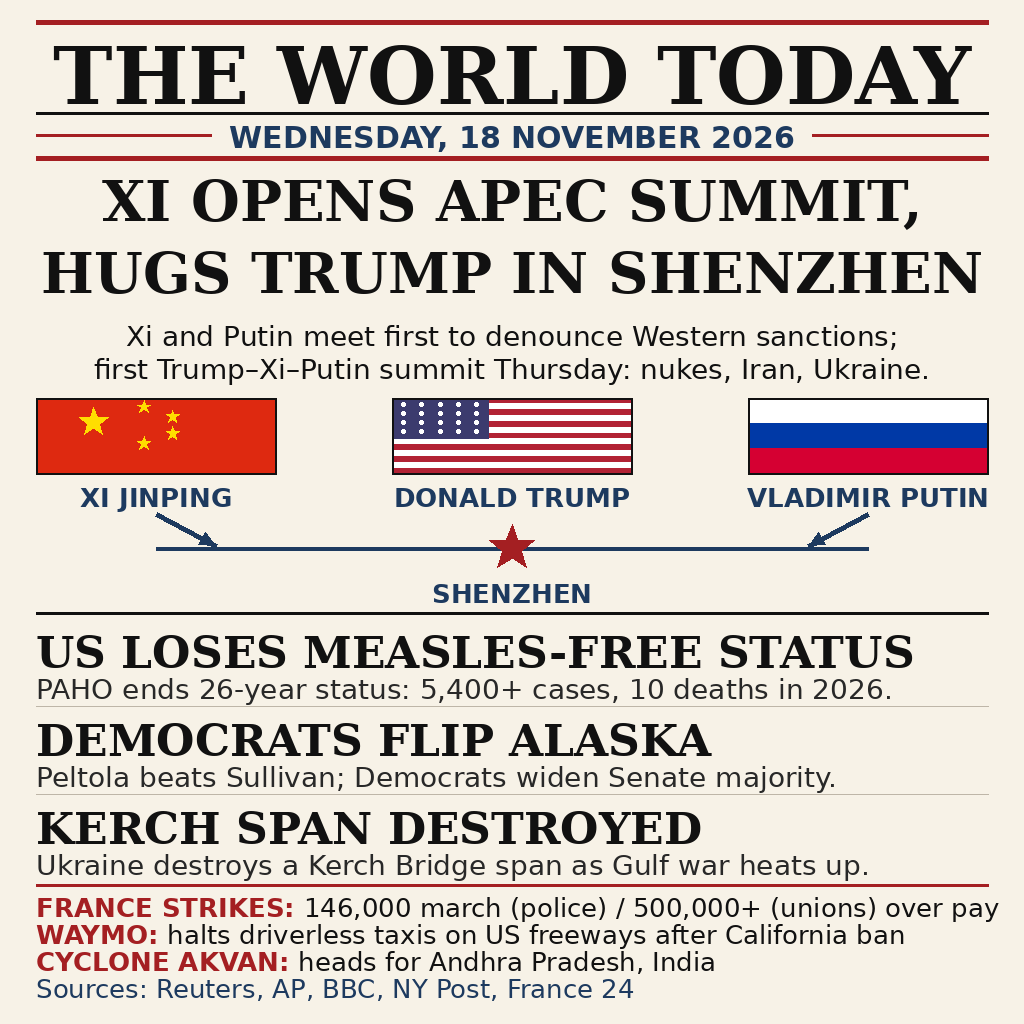 THE WORLD TODAY
WEDNESDAY, 18 NOVEMBER 2026
XI OPENS APEC SUMMIT,
HUGS TRUMP IN SHENZHEN
Xi and Putin meet first to denounce Western sanctions;
first Trump–Xi–Putin summit Thursday: nukes, Iran, Ukraine.
XI JINPING
DONALD TRUMP
VLADIMIR PUTIN
SHENZHEN
US LOSES MEASLES-FREE STATUS
PAHO ends 26-year status: 5,400+ cases, 10 deaths in 2026.
DEMOCRATS FLIP ALASKA
Peltola beats Sullivan; Democrats widen Senate majority.
KERCH SPAN DESTROYED
Ukraine destroys a Kerch Bridge span as Gulf war heats up.
FRANCE STRIKES: 146,000 march (police) / 500,000+ (unions) over pay
WAYMO: halts driverless taxis on US freeways after California ban
CYCLONE AKVAN: heads for Andhra Pradesh, India
Sources: Reuters, AP, BBC, NY Post, France 24